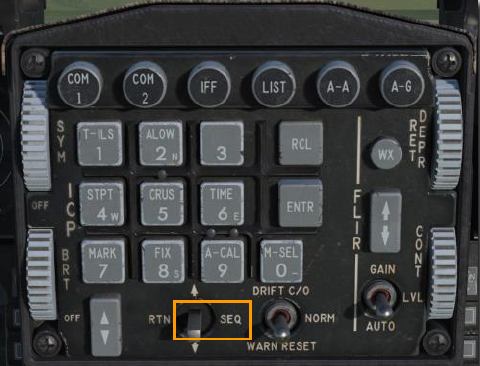 COM 1
COM 2
IFF
LIST
A-A
A-G
T-ILS 1
ALOW 2 N
3
RCL
SYM
DEPR RET
WX
OFF
STPT 4 W
CRUS 5
TIME 6 E
ENTR
ICP
FLIR
MARK 7
FIX 8 S
A-CAL 9
M-SEL 0 -
BRT
CONT
GAIN
LVL
AUTO
OFF
RTN
SEQ
DRIFT C/O
NORM
WARN RESET